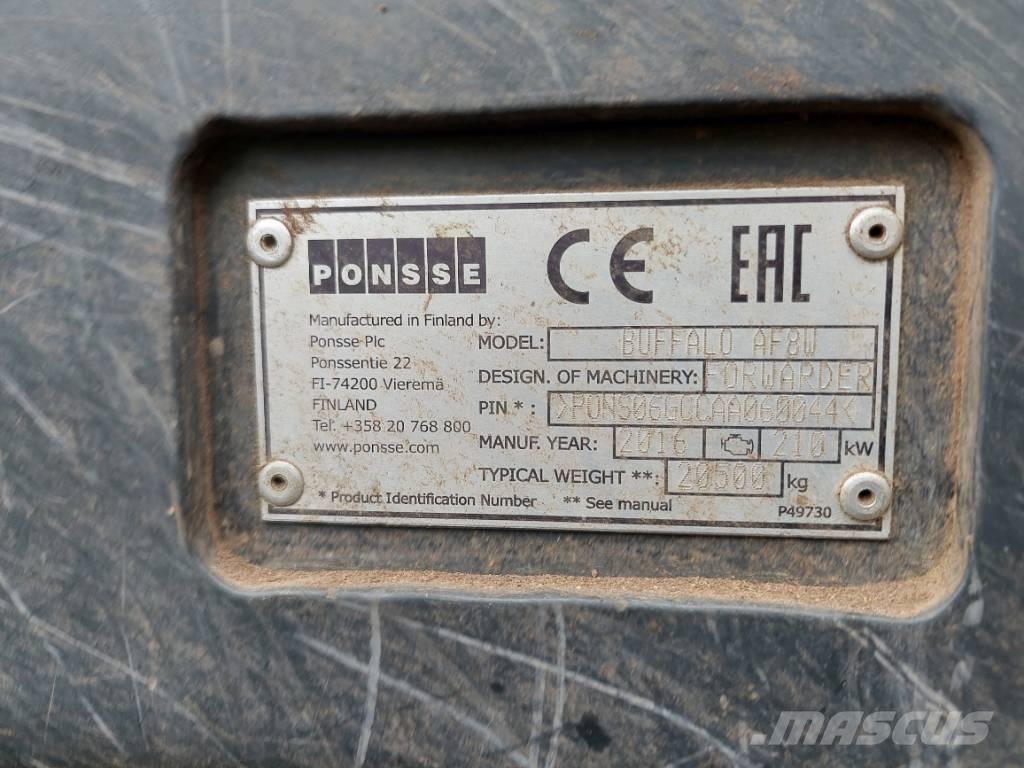 PONSSE
CE EAC
Manufactured in Finland by:
Ponsse Plc
Ponssentie 22
FI-74200 Vieremä
FINLAND
Tel. +358 20 768 800
www.ponsse.com
MODEL: BUFFALO AF8W
DESIGN. OF MACHINERY: FORWARDER
PIN * :
MANUF. YEAR: 2016 210 kW
TYPICAL WEIGHT **: 20500 kg
* Product Identification Number ** See manual
P49730
MASCUS